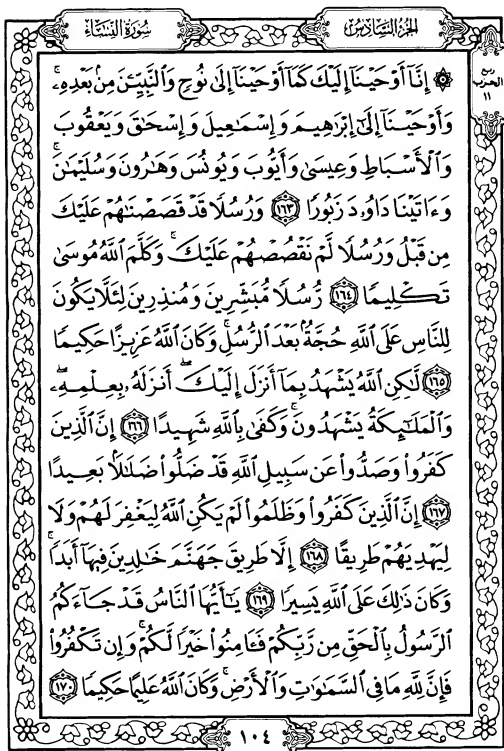 الجزء السادس
سورة النساء
ربع
الحزب
١١
۞ إِنَّآ أَوْحَيْنَآ إِلَيْكَ كَمَآ أَوْحَيْنَآ إِلَىٰ نُوحٍ وَٱلنَّبِيِّـۧنَ مِنۢ بَعْدِهِۦۚ
وَأَوْحَيْنَآ إِلَىٰٓ إِبْرَٰهِيمَ وَإِسْمَٰعِيلَ وَإِسْحَٰقَ وَيَعْقُوبَ
وَٱلْأَسْبَاطِ وَعِيسَىٰ وَأَيُّوبَ وَيُونُسَ وَهَٰرُونَ وَسُلَيْمَٰنَۚ
وَءَاتَيْنَا دَاوُۥدَ زَبُورًا ١٦٣ وَرُسُلًا قَدْ قَصَصْنَٰهُمْ عَلَيْكَ
مِن قَبْلُ وَرُسُلًا لَّمْ نَقْصُصْهُمْ عَلَيْكَۚ وَكَلَّمَ ٱللَّهُ مُوسَىٰ
تَكْلِيمًا ١٦٤ رُّسُلًا مُّبَشِّرِينَ وَمُنذِرِينَ لِئَلَّا يَكُونَ
لِلنَّاسِ عَلَى ٱللَّهِ حُجَّةٌۢ بَعْدَ ٱلرُّسُلِۚ وَكَانَ ٱللَّهُ عَزِيزًا حَكِيمًا
١٦٥ لَّٰكِنِ ٱللَّهُ يَشْهَدُ بِمَآ أَنزَلَ إِلَيْكَۖ أَنزَلَهُۥ بِعِلْمِهِۦۖ
وَٱلْمَلَٰٓئِكَةُ يَشْهَدُونَۚ وَكَفَىٰ بِٱللَّهِ شَهِيدًا ١٦٦ إِنَّ ٱلَّذِينَ
كَفَرُوا۟ وَصَدُّوا۟ عَن سَبِيلِ ٱللَّهِ قَدْ ضَلُّوا۟ ضَلَٰلًۢا بَعِيدًا
١٦٧ إِنَّ ٱلَّذِينَ كَفَرُوا۟ وَظَلَمُوا۟ لَمْ يَكُنِ ٱللَّهُ لِيَغْفِرَ لَهُمْ وَلَا
لِيَهْدِيَهُمْ طَرِيقًا ١٦٨ إِلَّا طَرِيقَ جَهَنَّمَ خَٰلِدِينَ فِيهَآ أَبَدًاۚ
وَكَانَ ذَٰلِكَ عَلَى ٱللَّهِ يَسِيرًا ١٦٩ يَٰٓأَيُّهَا ٱلنَّاسُ قَدْ جَآءَكُمُ
ٱلرَّسُولُ بِٱلْحَقِّ مِن رَّبِّكُمْ فَـَٔامِنُوا۟ خَيْرًا لَّكُمْۚ وَإِن تَكْفُرُوا۟
فَإِنَّ لِلَّهِ مَا فِى ٱلسَّمَٰوَٰتِ وَٱلْأَرْضِۚ وَكَانَ ٱللَّهُ عَلِيمًا حَكِيمًا ١٧٠
١٠٤